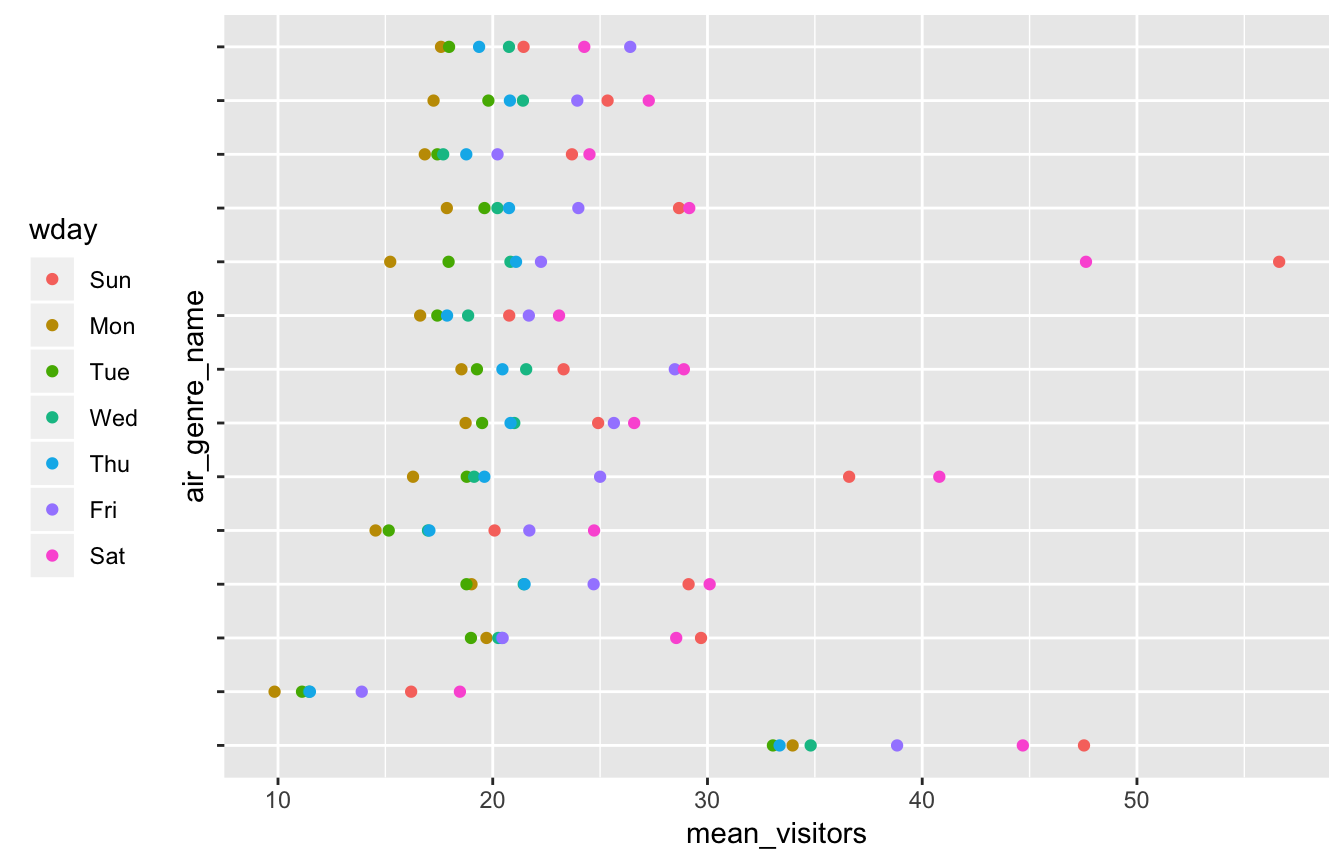 wday
Sun
Mon
Tue
Wed
Thu
Fri
Sat
air_genre_name
10 20 30 40 50
mean_visitors